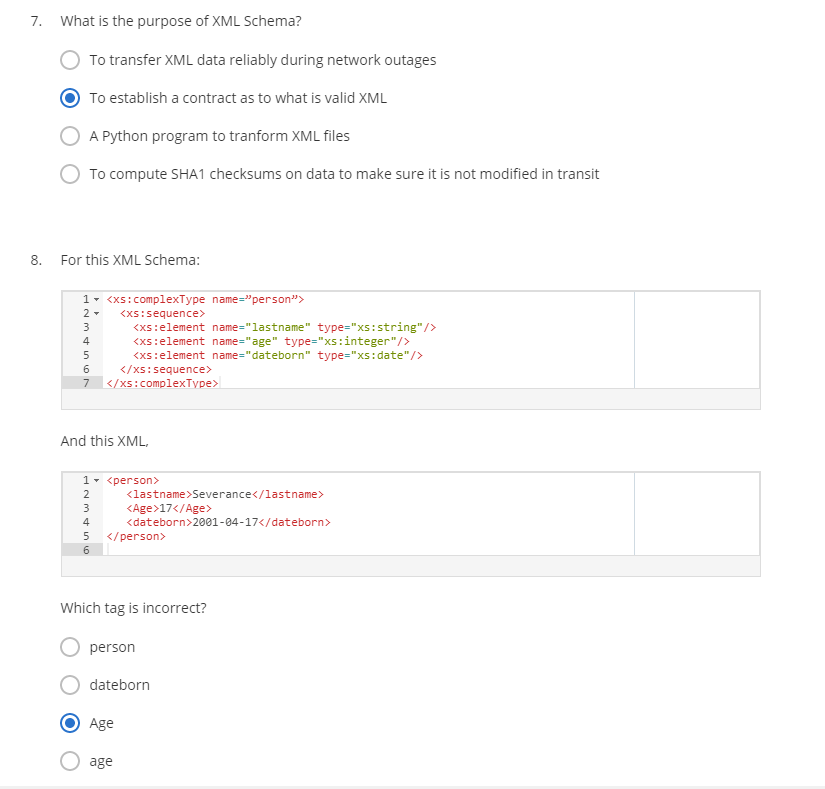 7. What is the purpose of XML Schema?
To transfer XML data reliably during network outages
To establish a contract as to what is valid XML
A Python program to tranform XML files
To compute SHA1 checksums on data to make sure it is not modified in transit
8. For this XML Schema:
1 <xs:complexType name=”person”>
2 <xs:sequence>
3 <xs:element name="lastname" type="xs:string"/>
4 <xs:element name="age" type="xs:integer"/>
5 <xs:element name="dateborn" type="xs:date"/>
6 </xs:sequence>
7 </xs:complexType>
And this XML,
1 <person>
2 <lastname>Severance</lastname>
3 <Age>17</Age>
4 <dateborn>2001-04-17</dateborn>
5 </person>
6
Which tag is incorrect?
person
dateborn
Age
age